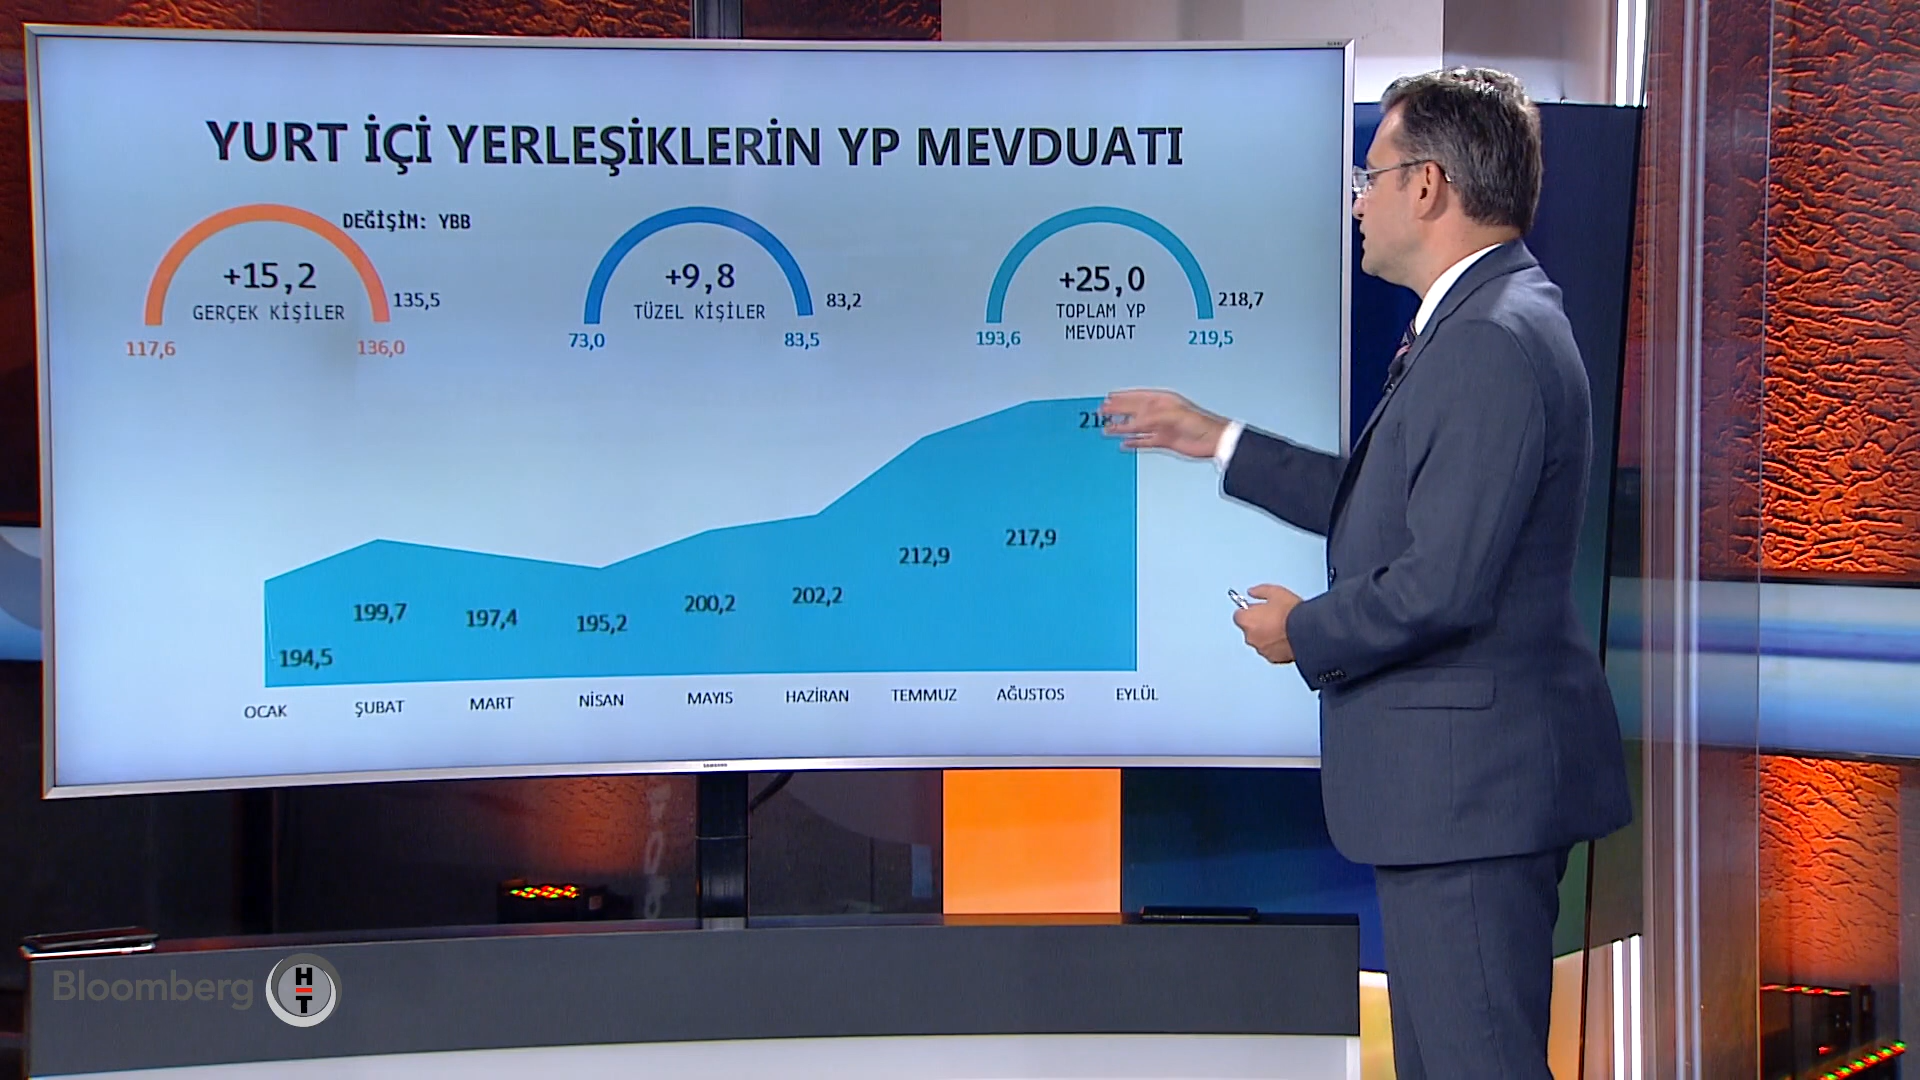 YURT İÇİ YERLEŞİKLERİN YP MEVDUATI
DEĞİŞİM: YBB
+15,2
GERÇEK KİŞİLER
135,5
117,6
136,0
+9,8
TÜZEL KİŞİLER
83,2
73,0
83,5
+25,0
TOPLAM YP
MEVDUAT
218,7
193,6
219,5
194,5
199,7
197,4
195,2
200,2
202,2
212,9
217,9
OCAK
ŞUBAT
MART
NİSAN
MAYIS
HAZİRAN
TEMMUZ
AĞUSTOS
EYLÜL
SAMSUNG
Bloomberg HT